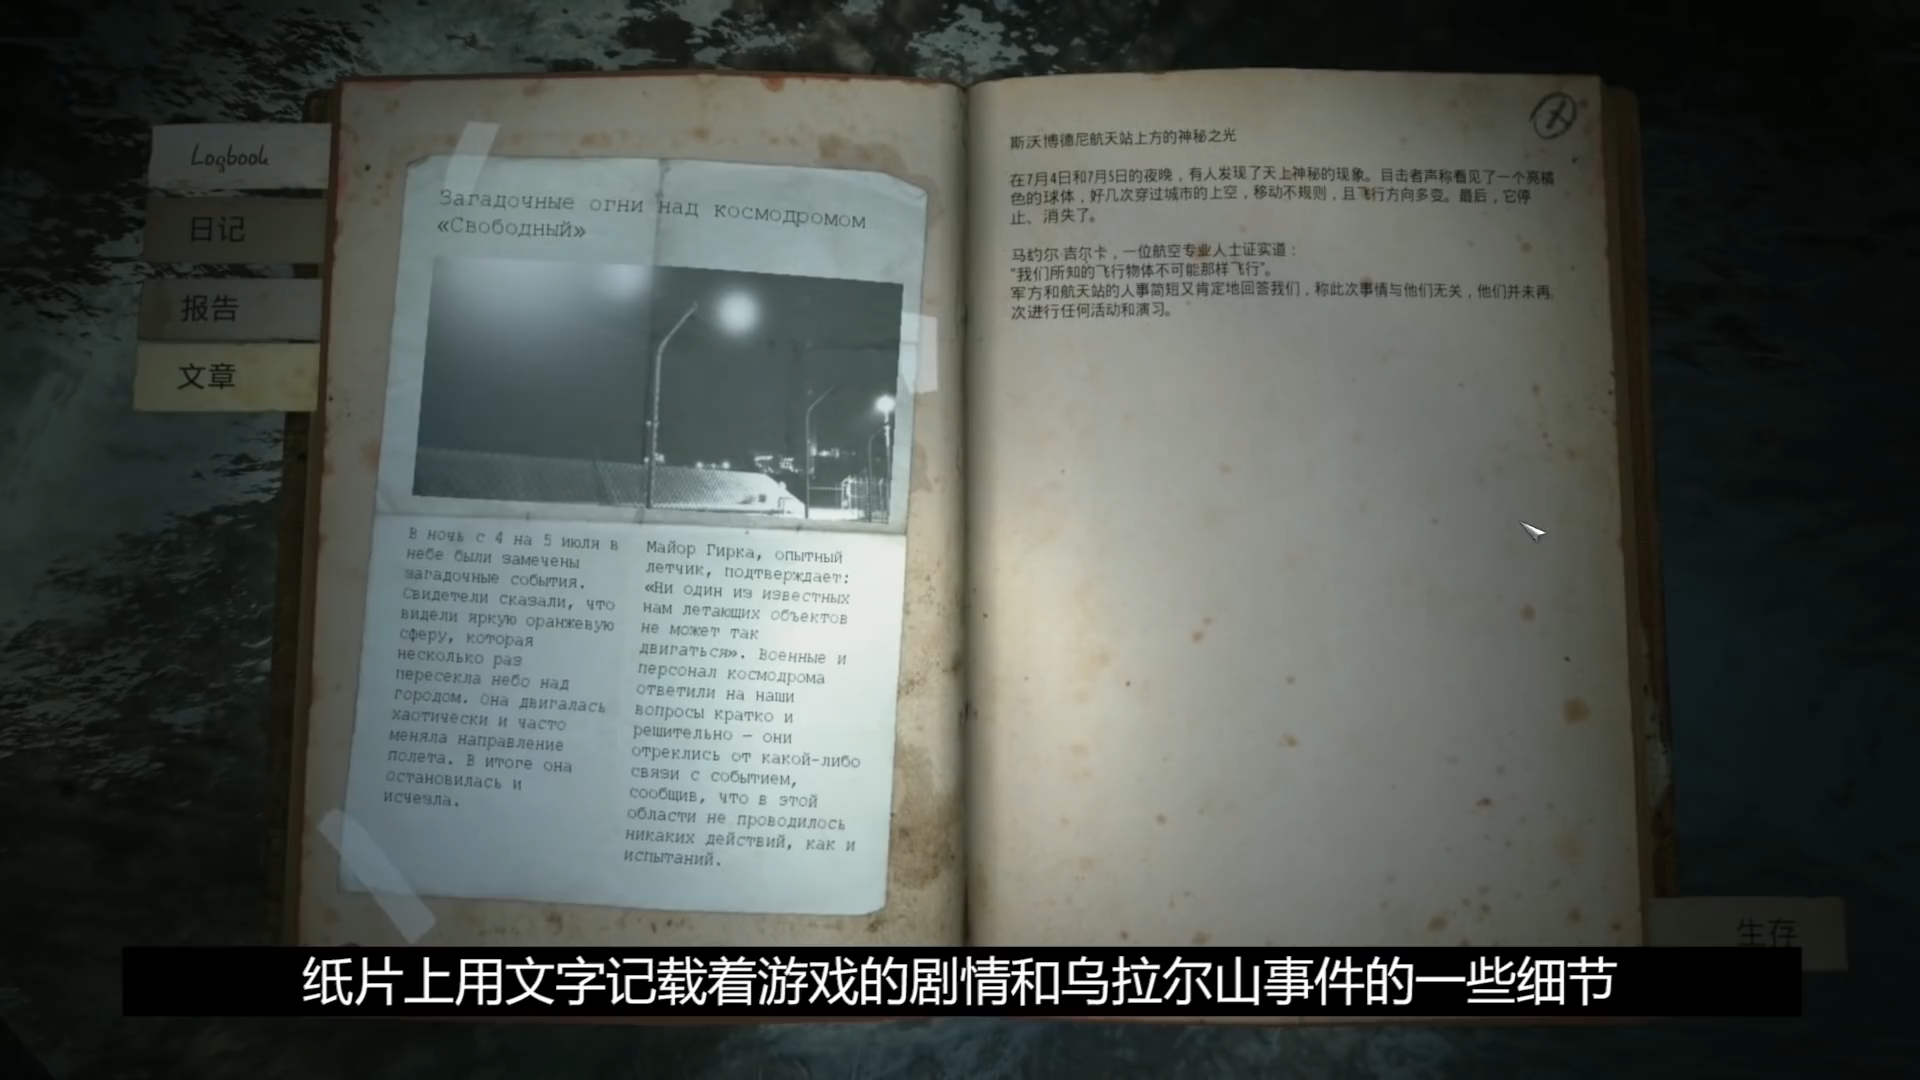 Logbook
日记
报告
文章
Загадочные огни над космодромом
«Свободный»
В ночь с 4 на 5 июля в
небе были замечены
загадочные события.
Свидетели сказали, что
видели яркую оранжевую
сферу, которая
несколько раз
пересекла небо над
городом. Она двигалась
хаотически и часто
меняла направление
полета. В итоге она
остановилась и
исчезла.
Майор Гирка, опытный
летчик, подтверждает:
«Ни один из известных
нам летающих объектов
не может так
двигаться». Военные и
персонал космодрома
ответили на наши
вопросы кратко и
решительно – они
отреклись от какой-либо
связи с событием,
сообщив, что в этой
области не проводилось
никаких действий, как и
испытаний.
斯沃博德尼航天站上方的神秘之光
在7月4日和7月5日的夜晚，有人发现了天上神秘的现象。目击者声称看见了一个亮橘
色的球体，好几次穿过城市的上空，移动不规则，且飞行方向多变。最后，它停
止、消失了。
马约尔·吉尔卡，一位航空专业人士证实道：
“我们所知的飞行物体不可能那样飞行”。
军方和航天站的人事简短又肯定地回答我们，称此次事情与他们无关，他们并未再
次进行任何活动和演习。
X
生存
纸片上用文字记载着游戏的剧情和乌拉尔山事件的一些细节